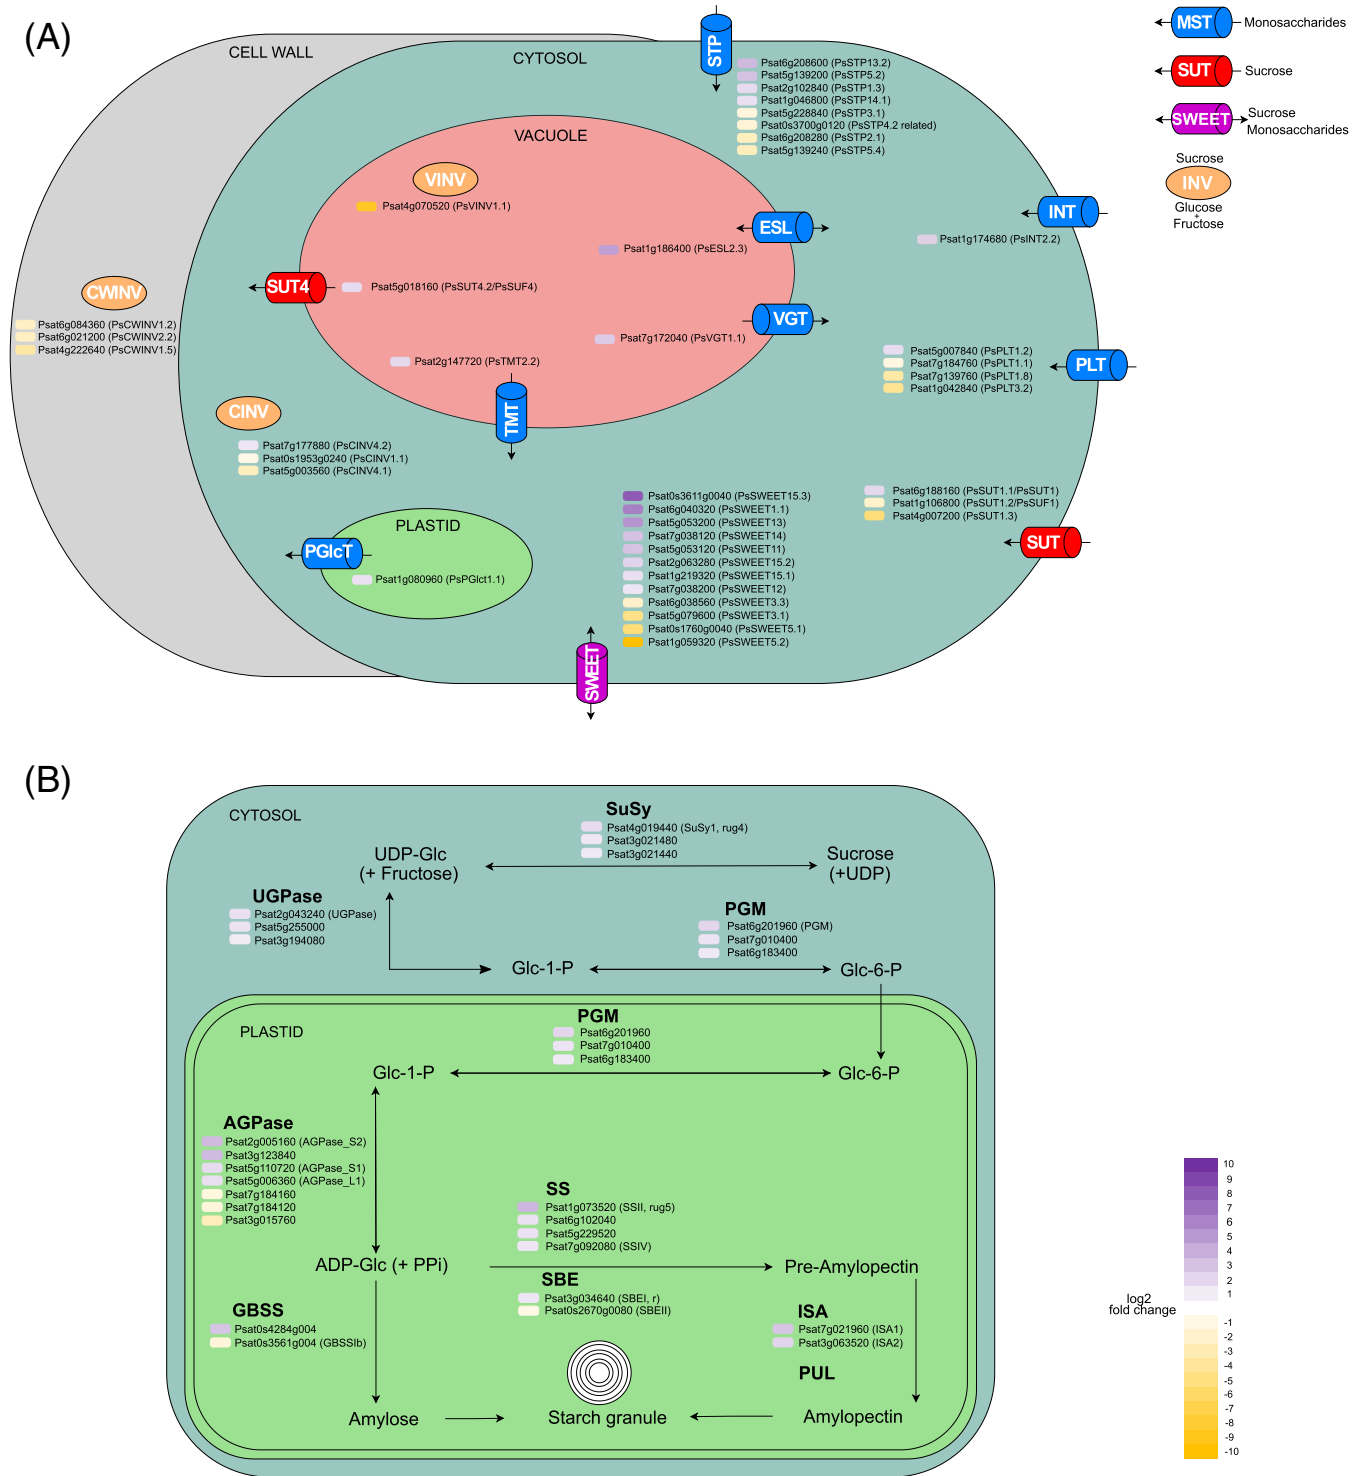 (A)
CELL WALL
CYTOSOL
STP
Psat6g208600 (PsSTP13.2)
Psat5g139200 (PsSTP5.2)
Psat2g102840 (PsSTP1.3)
Psat1g046800 (PsSTP14.1)
Psat5g228840 (PsSTP3.1)
Psat0s3700g0120 (PsSTP4.2 related)
Psat6g208280 (PsSTP2.1)
Psat5g139240 (PsSTP5.4)
MST
Monosaccharides
SUT
Sucrose
SWEET
Sucrose
Monosaccharides
Sucrose
INV
Glucose
+
Fructose
VACUOLE
VINV
Psat4g070520 (PsVINV1.1)
ESL
Psat1g186400 (PsESL2.3)
INT
Psat1g174680 (PsINT2.2)
CWINV
Psat6g084360 (PsCWINV1.2)
Psat6g021200 (PsCWINV2.2)
Psat4g222640 (PsCWINV1.5)
SUT4
Psat5g018160 (PsSUT4.2/PsSUF4)
VGT
Psat7g172040 (PsVGT1.1)
Psat2g147720 (PsTMT2.2)
TMT
Psat5g007840 (PsPLT1.2)
Psat7g184760 (PsPLT1.1)
Psat7g139760 (PsPLT1.8)
Psat1g042840 (PsPLT3.2)
PLT
CINV
Psat7g177880 (PsCINV4.2)
Psat0s1953g0240 (PsCINV1.1)
Psat5g003560 (PsCINV4.1)
PLASTID
PGlcT
Psat1g080960 (PsPGlct1.1)
Psat0s3611g0040 (PsSWEET15.3)
Psat6g040320 (PsSWEET1.1)
Psat5g053200 (PsSWEET13)
Psat7g038120 (PsSWEET14)
Psat5g053120 (PsSWEET11)
Psat2g063280 (PsSWEET15.2)
Psat1g219320 (PsSWEET15.1)
Psat7g038200 (PsSWEET12)
Psat6g038560 (PsSWEET3.3)
Psat5g079600 (PsSWEET3.1)
Psat0s1760g0040 (PsSWEET5.1)
Psat1g059320 (PsSWEET5.2)
SWEET
Psat6g188160 (PsSUT1.1/PsSUT1)
Psat1g106800 (PsSUT1.2/PsSUF1)
Psat4g007200 (PsSUT1.3)
SUT
(B)
CYTOSOL
SuSy
Psat4g019440 (SuSy1, rug4)
Psat3g021480
Psat3g021440
UDP-Glc
(+ Fructose)
Sucrose
(+UDP)
UGPase
Psat2g043240 (UGPase)
Psat5g255000
Psat3g194080
PGM
Psat6g201960 (PGM)
Psat7g010400
Psat6g183400
Glc-1-P
Glc-6-P
PLASTID
PGM
Psat6g201960
Psat7g010400
Psat6g183400
Glc-1-P
Glc-6-P
AGPase
Psat2g005160 (AGPase_S2)
Psat3g123840
Psat5g110720 (AGPase_S1)
Psat5g006360 (AGPase_L1)
Psat7g184160
Psat7g184120
Psat3g015760
SS
Psat1g073520 (SSII, rug5)
Psat6g102040
Psat5g229520
Psat7g092080 (SSIV)
ADP-Glc (+ PPi)
Pre-Amylopectin
SBE
Psat3g034640 (SBEI, r)
Psat0s2670g0080 (SBEII)
GBSS
Psat0s4284g004
Psat0s3561g004 (GBSSIb)
ISA
Psat7g021960 (ISA1)
Psat3g063520 (ISA2)
PUL
Amylose
Starch granule
Amylopectin
log2
fold change
10
9
8
7
6
5
4
3
2
1
-1
-2
-3
-4
-5
-6
-7
-8
-9
-10